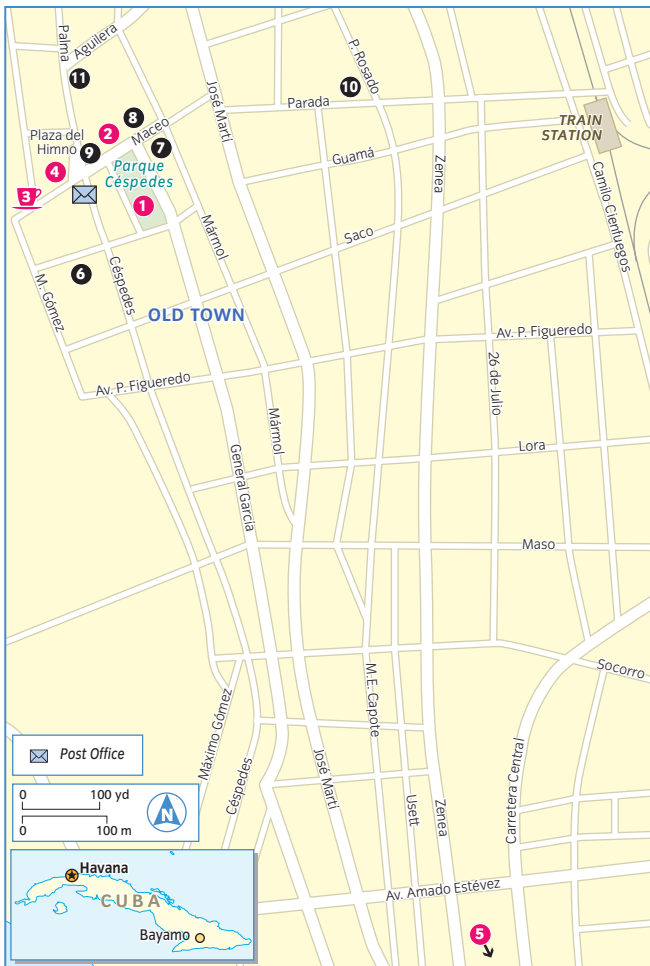 Palma
Aguilera
José Martí
P. Rosado
11
10
Parada
8
2
Maceo
TRAIN
STATION
Plaza del
Himno
9
7
Guamá
Zenea
4
Parque
Céspedes
3
1
Camilo Cienfuegos
Saco
Mármol
6
Céspedes
M. Gómez
OLD TOWN
Av. P. Figueredo
26 de Julio
Av. P. Figueredo
Mármol
General García
Lora
Maso
Socorro
M.E. Capote
Máximo Gómez
Post Office
Céspedes
José Martí
Usett
Zenea
Carretera Central
0 100 yd
0 100 m
N
Havana
CUBA
Bayamo
Av. Amado Estévez
5